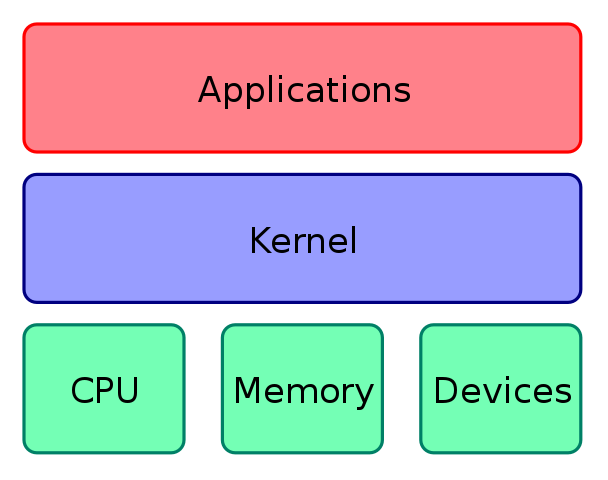 Applications
Kernel
CPU
Memory
Devices